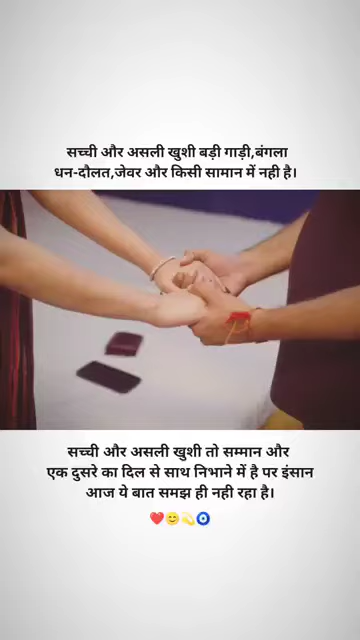 सच्ची और असली खुशी बड़ी गाड़ी,बंगला
धन-दौलत,जेवर और किसी सामान में नही है।
सच्ची और असली खुशी तो सम्मान और
एक दुसरे का दिल से साथ निभाने में है पर इंसान
आज ये बात समझ ही नही रहा है।
❤️😊💫🧿